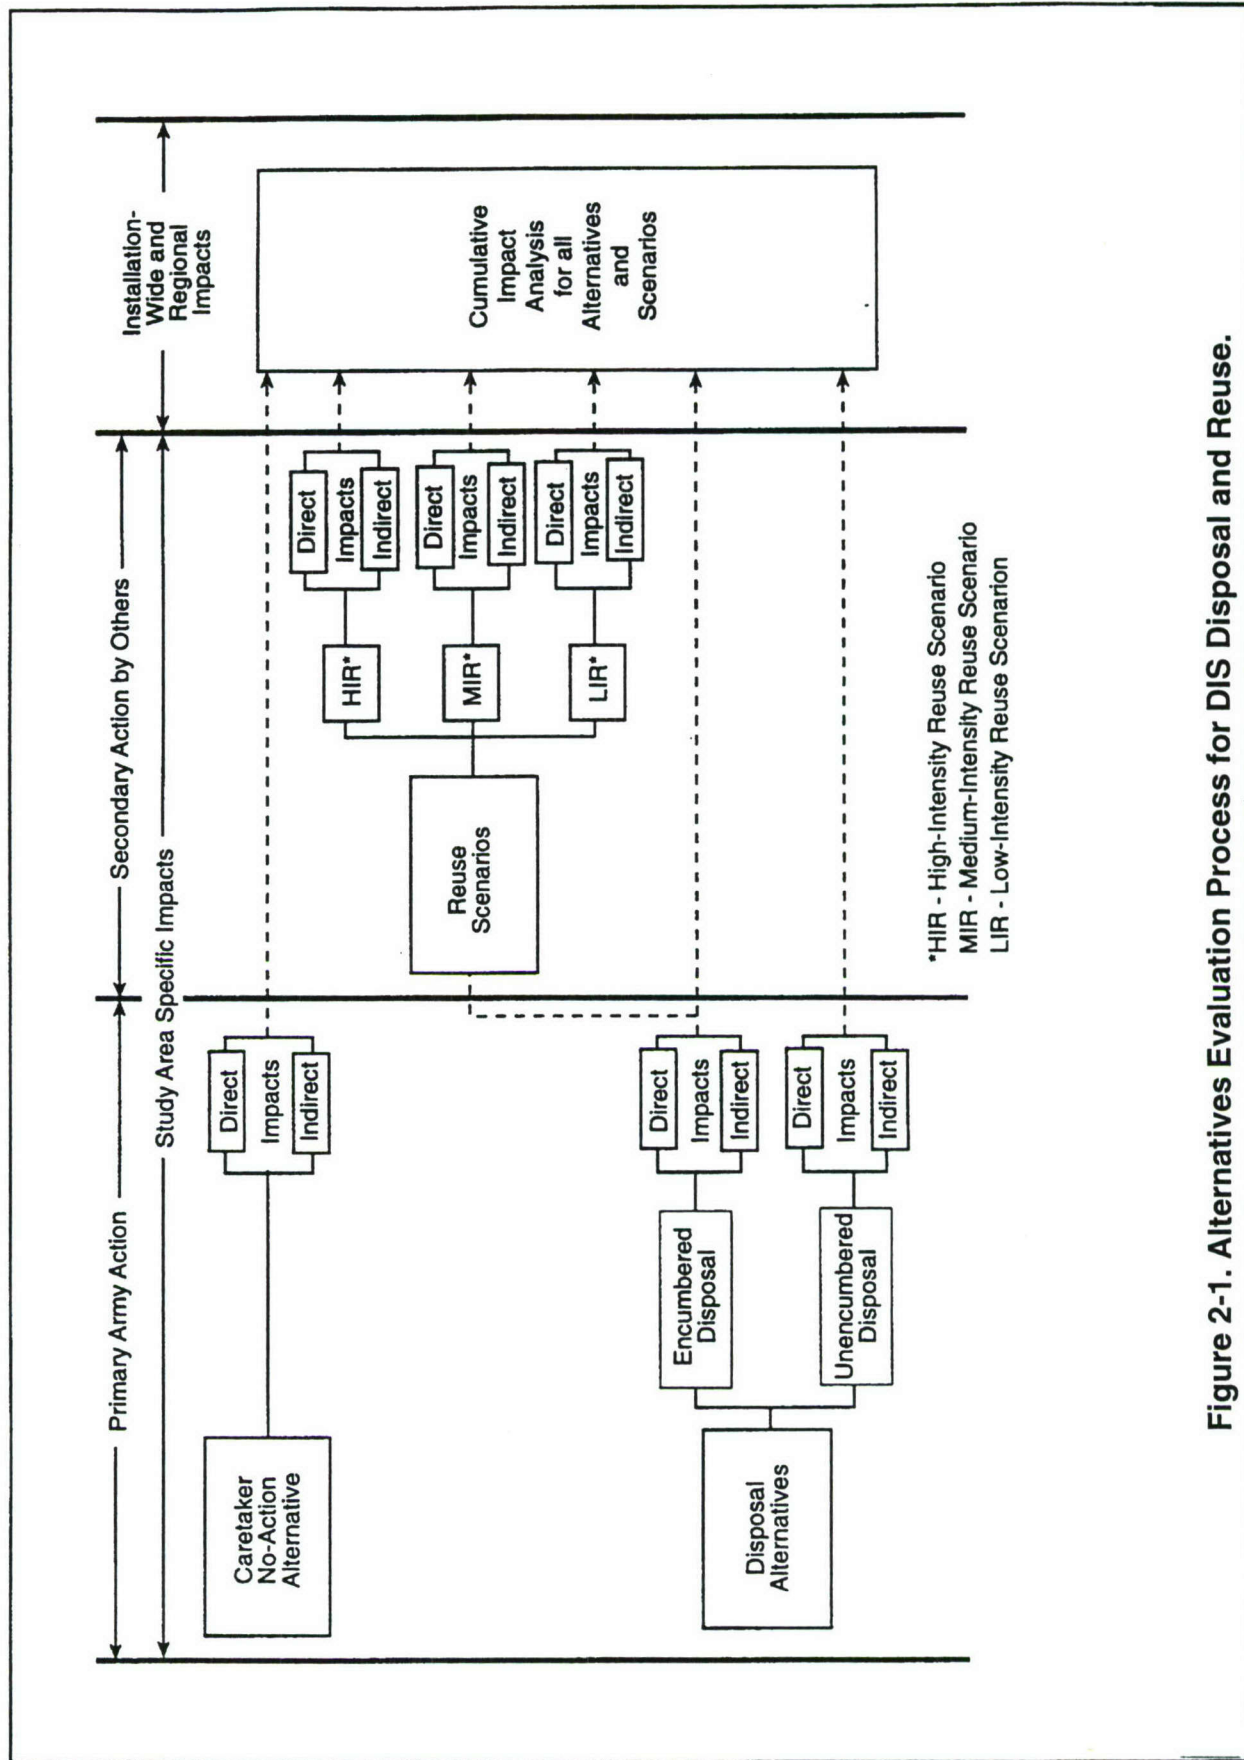 Primary Army Action
Secondary Action by Others
Installation-
Wide and
Regional
Impacts
Study Area Specific Impacts
Caretaker
No-Action
Alternative
Direct
Impacts
Indirect
Reuse
Scenarios
HIR*
Direct
Impacts
Indirect
MIR*
Direct
Impacts
Indirect
LIR*
Direct
Impacts
Indirect
Cumulative
Impact
Analysis
for all
Alternatives
and
Scenarios
Disposal
Alternatives
Encumbered
Disposal
Direct
Impacts
Indirect
Unencumbered
Disposal
Direct
Impacts
Indirect
*HIR - High-Intensity Reuse Scenario
MIR - Medium-Intensity Reuse Scenario
LIR - Low-Intensity Reuse Scenarion
Figure 2-1. Alternatives Evaluation Process for DIS Disposal and Reuse.